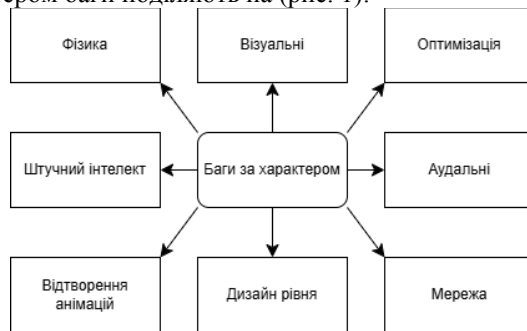 баги поділяють на (рис. 1):
Фізика
Візуальні
Оптимізація
Штучний інтелект
Баги за характером
Аудальні
Відтворення
анімацій
Дизайн рівня
Мережа